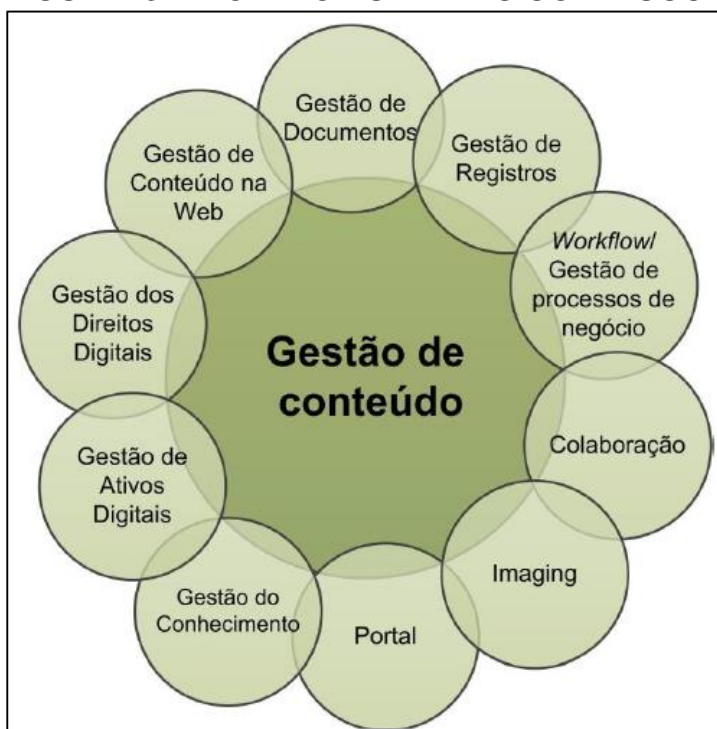 Gestão de
Documentos
Gestão de
Registros
Workflow/
Gestão de
processos de
negócio
Colaboração
Imaging
Portal
Gestão do
Conhecimento
Gestão de
Ativos
Digitais
Gestão dos
Direitos
Digitais
Gestão de
Conteúdo na
Web
Gestão de
conteúdo